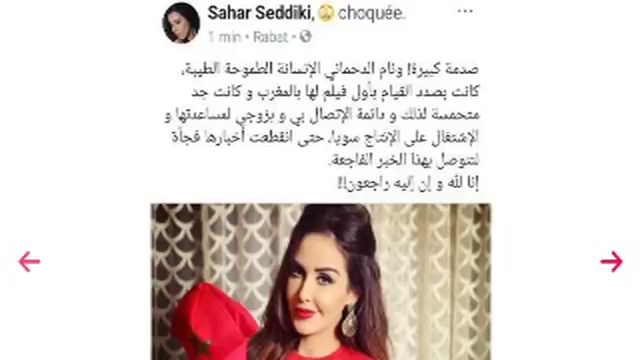 Sahar Seddiki, choquée.
1 min • Rabat •
صدمة كبيرة! وئام الدحماني الإنسانة الطموحة الطيبة،
كانت بصدد القيام بأول فيلم لها بالمغرب و كانت جد
متحمسة لذلك و دائمة الإتصال بي و بزوجي لمساعدتها و
الإشتغال على الإنتاج سويا، حتى انقطعت أخبارها فجأة
لنتوصل بهذا الخبر الفاجعة.
إنا لله و إن إليه راجعون!!